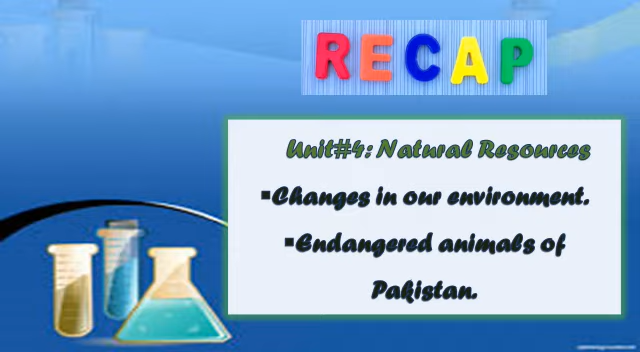 RECAP
Unit#4: Natural Resources
▪Changes in our environment.
▪Endangered animals of
Pakistan.